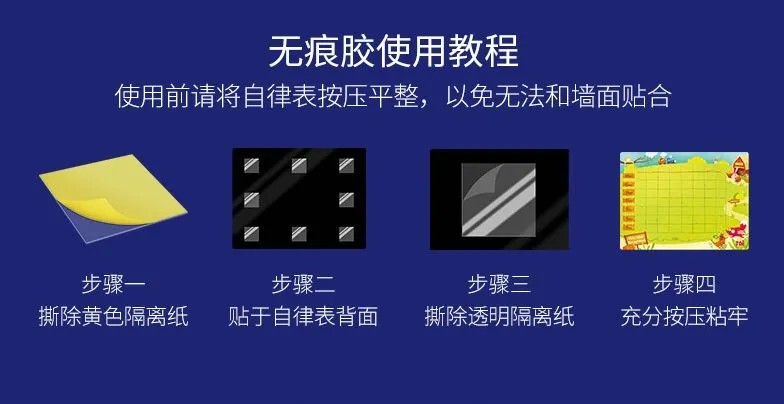 无痕胶使用教程
使用前请将自律表按压平整，以免无法和墙面贴合
步骤一
撕除黄色隔离纸
步骤二
贴于自律表背面
步骤三
撕除透明隔离纸
步骤四
充分按压粘牢